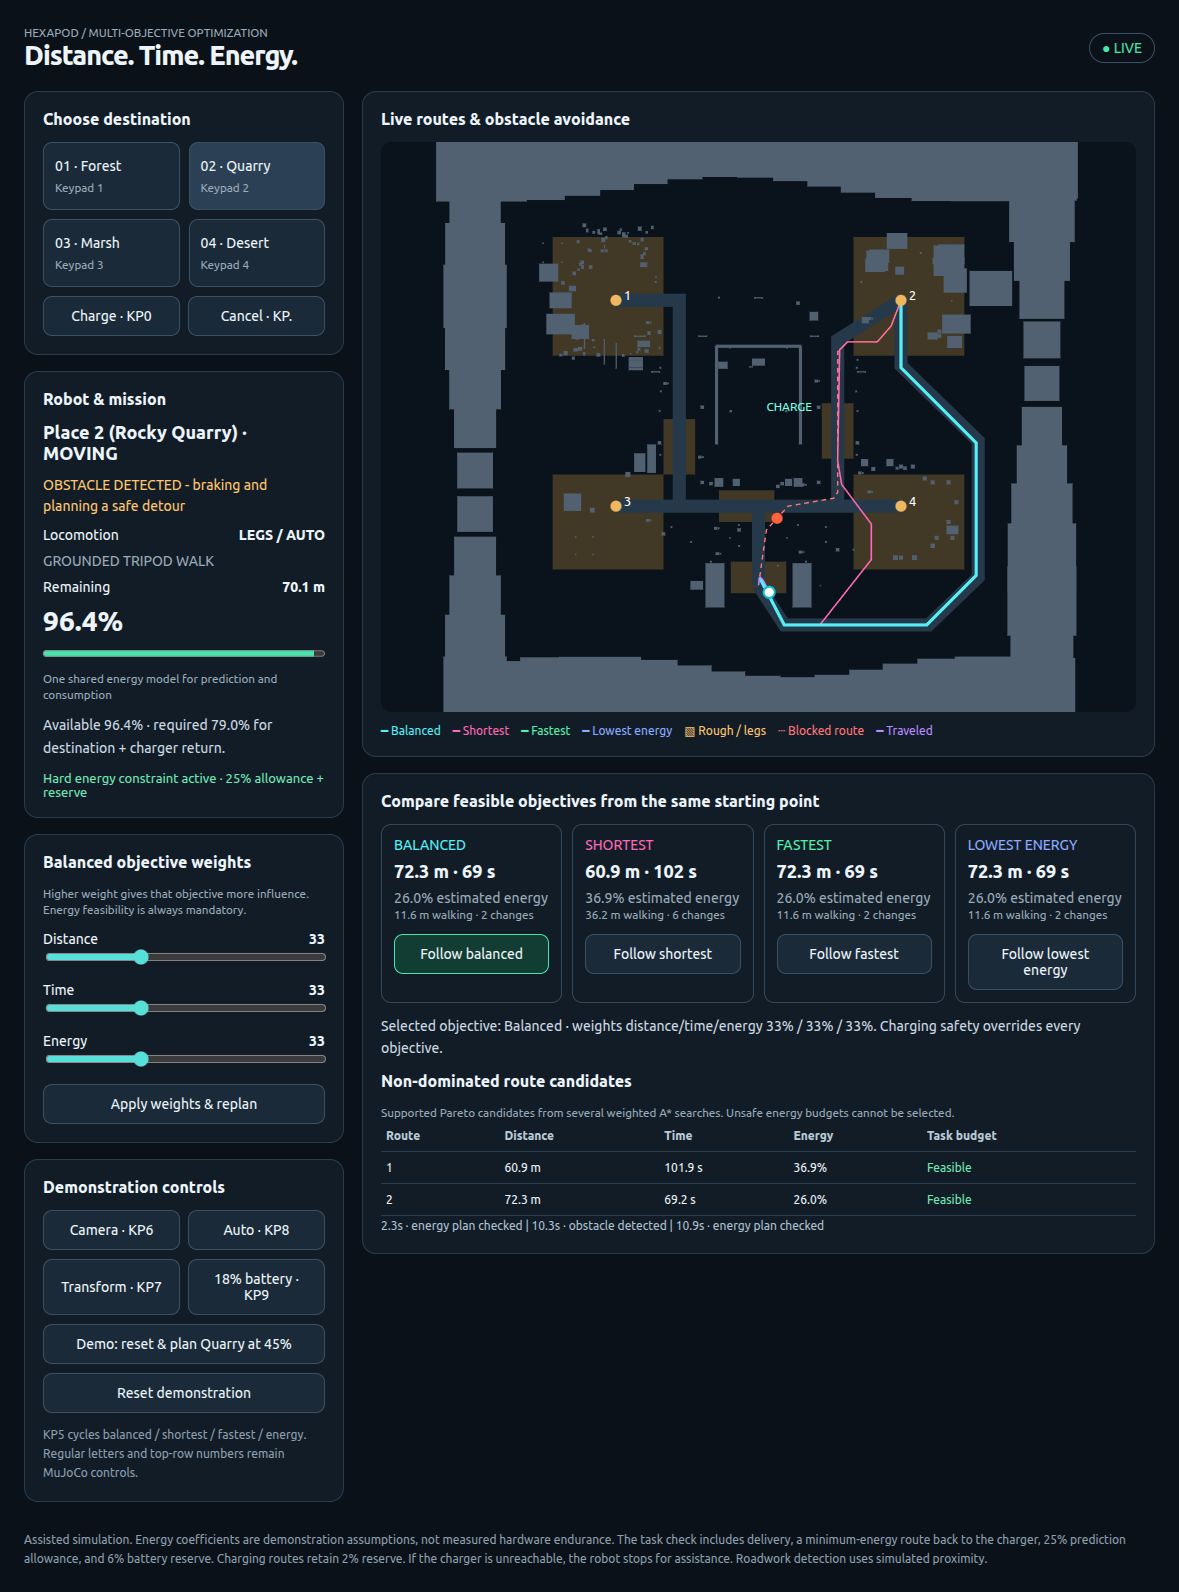 HEXAPOD / MULTI-OBJECTIVE OPTIMIZATION
Distance. Time. Energy.
● LIVE
Choose destination
01 · Forest
Keypad 1
02 · Quarry
Keypad 2
03 · Marsh
Keypad 3
04 · Desert
Keypad 4
Charge · KP0
Cancel · KP.
Robot & mission
Place 2 (Rocky Quarry) ·
MOVING
OBSTACLE DETECTED - braking and
planning a safe detour
Locomotion LEGS / AUTO
GROUNDED TRIPOD WALK
Remaining 70.1 m
96.4%
One shared energy model for prediction and
consumption
Available 96.4% · required 79.0% for
destination + charger return.
Hard energy constraint active · 25% allowance +
reserve
Balanced objective weights
Higher weight gives that objective more influence.
Energy feasibility is always mandatory.
Distance 33
Time 33
Energy 33
Apply weights & replan
Demonstration controls
Camera · KP6
Auto · KP8
Transform · KP7
18% battery ·
KP9
Demo: reset & plan Quarry at 45%
Reset demonstration
KP5 cycles balanced / shortest / fastest / energy.
Regular letters and top-row numbers remain
MuJoCo controls.
Live routes & obstacle avoidance
1
2
CHARGE
3
4
Balanced Shortest Fastest Lowest energy Rough / legs Blocked route Traveled
Compare feasible objectives from the same starting point
BALANCED
72.3 m · 69 s
26.0% estimated energy
11.6 m walking · 2 changes
Follow balanced
SHORTEST
60.9 m · 102 s
36.9% estimated energy
36.2 m walking · 6 changes
Follow shortest
FASTEST
72.3 m · 69 s
26.0% estimated energy
11.6 m walking · 2 changes
Follow fastest
LOWEST ENERGY
72.3 m · 69 s
26.0% estimated energy
11.6 m walking · 2 changes
Follow lowest
energy
Selected objective: Balanced · weights distance/time/energy 33% / 33% / 33%. Charging safety overrides every
objective.
Non-dominated route candidates
Supported Pareto candidates from several weighted A* searches. Unsafe energy budgets cannot be selected.
Route Distance Time Energy Task budget
1 60.9 m 101.9 s 36.9% Feasible
2 72.3 m 69.2 s 26.0% Feasible
2.3s · energy plan checked | 10.3s · obstacle detected | 10.9s · energy plan checked
Assisted simulation. Energy coefficients are demonstration assumptions, not measured hardware endurance. The task check includes delivery, a minimum-energy route back to the charger, 25% prediction
allowance, and 6% battery reserve. Charging routes retain 2% reserve. If the charger is unreachable, the robot stops for assistance. Roadwork detection uses simulated proximity.